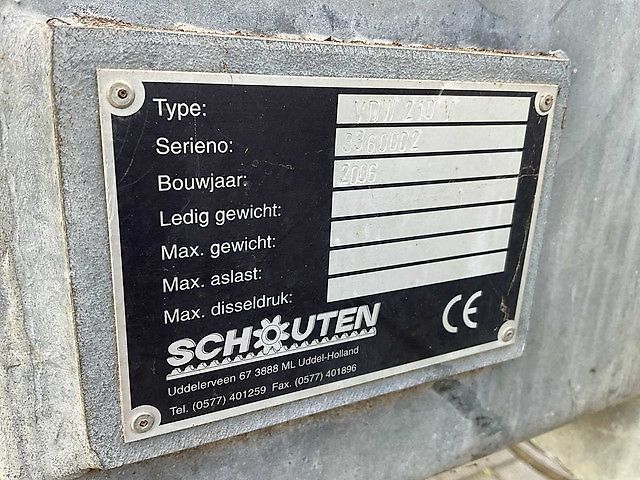 Type: VDW 210 V
Serieno: 3360002
Bouwjaar: 2006
Ledig gewicht:
Max. gewicht:
Max. aslast:
Max. disseldruk:
SCHOUTEN CE
Uddelerveen 67 3888 ML Uddel-Holland
Tel. (0577) 401259 Fax. (0577) 401896